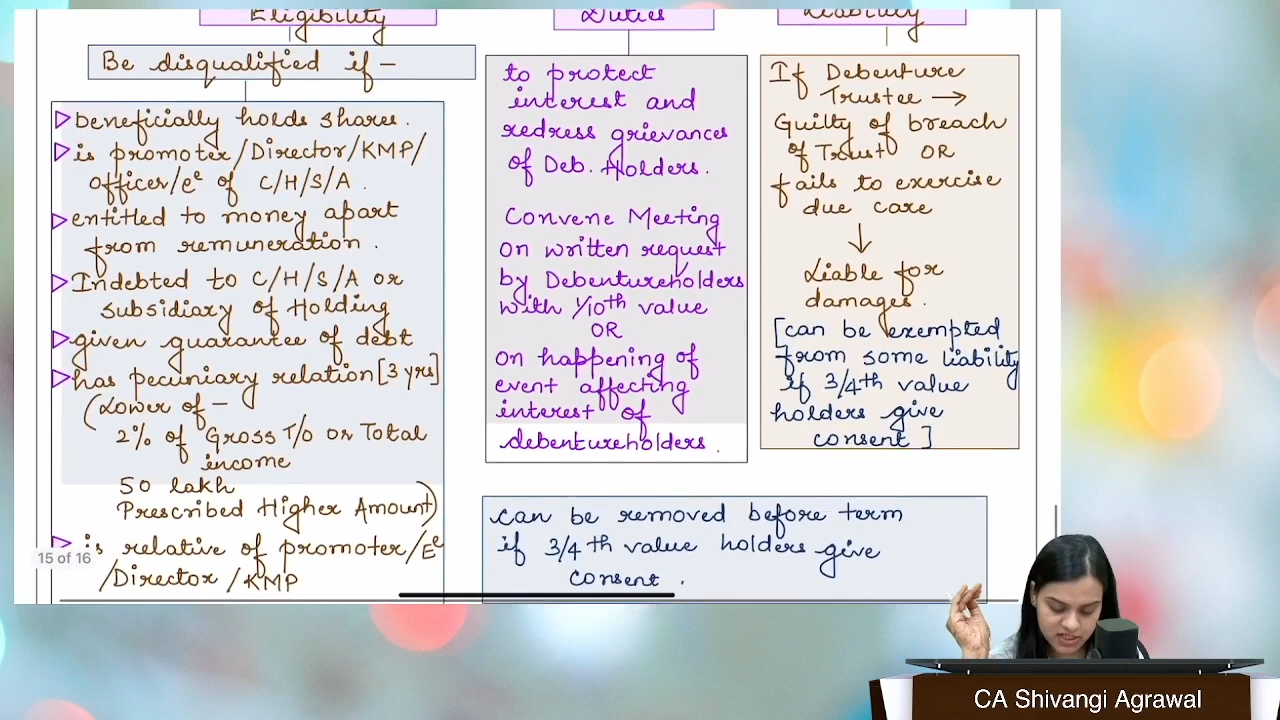 Eligibility
Be disqualified if -
beneficially holds shares.
is promoter/Director/KMP/
officer/Ee of C/H/S/A.
entitled to money apart
from remuneration.
Indebted to C/H/S/A or
subsidiary of Holding
given guarantee of debt
has pecuniary relation [3 yrs]
(Lower of -
2% of Gross T/O or Total
income
50 lakh
Prescribed Higher Amount)
is relative of promoter/Ee
/Director/KMP
15 of 16
Duties
to protect
interest and
redress grievances
of Deb. Holders.
Convene Meeting
on written request
by Debentureholders
with 1/10th value
OR
on happening of
event affecting
interest of
debentureholders.
Liability
If Debenture
Trustee →
Guilty of breach
of Trust OR
fails to exercise
due care
↓
Liable for
damages.
[can be exempted
from some liability
if 3/4th value
holders give
consent]
can be removed before term
if 3/4th value holders give
consent.
CA Shivangi Agrawal